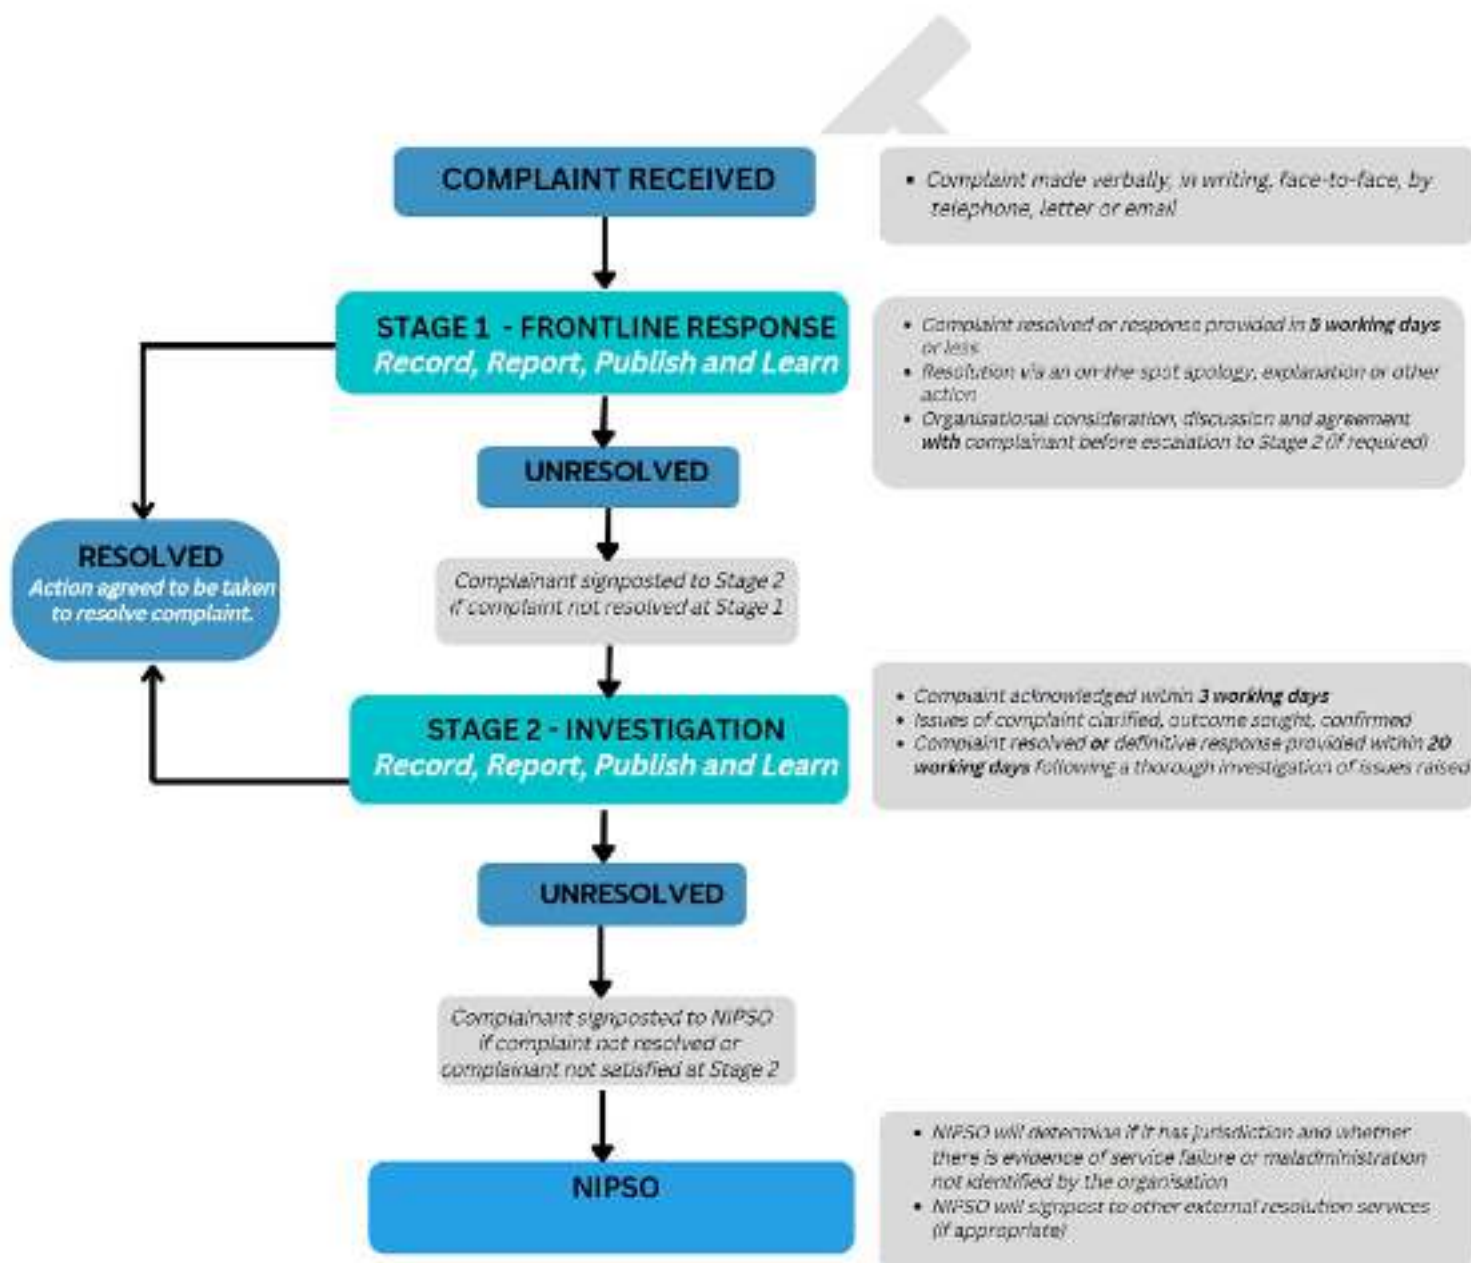 COMPLAINT RECEIVED
• Complaint made verbally, in writing, face-to-face, by
telephone, letter or email
STAGE 1 - FRONTLINE RESPONSE
Record, Report, Publish and Learn
• Complaint resolved or response provided in 5 working days
or less
• Resolution via an on-the-spot apology, explanation or other
action
• Organisational consideration, discussion and agreement
with complainant before escalation to Stage 2 (if required)
UNRESOLVED
RESOLVED
Action agreed to be taken
to resolve complaint.
Complainant signposted to Stage 2
if complaint not resolved at Stage 1
STAGE 2 - INVESTIGATION
Record, Report, Publish and Learn
• Complaint acknowledged within 3 working days
• Issues of complaint clarified, outcome sought, confirmed
• Complaint resolved or definitive response provided within 20
working days following a thorough investigation of issues raised
UNRESOLVED
Complainant signposted to NIPSO
if complaint not resolved or
complainant not satisfied at Stage 2
NIPSO
• NIPSO will determine if it has jurisdiction and whether
there is evidence of service failure or maladministration
not identified by the organisation
• NIPSO will signpost to other external resolution services
(if appropriate)